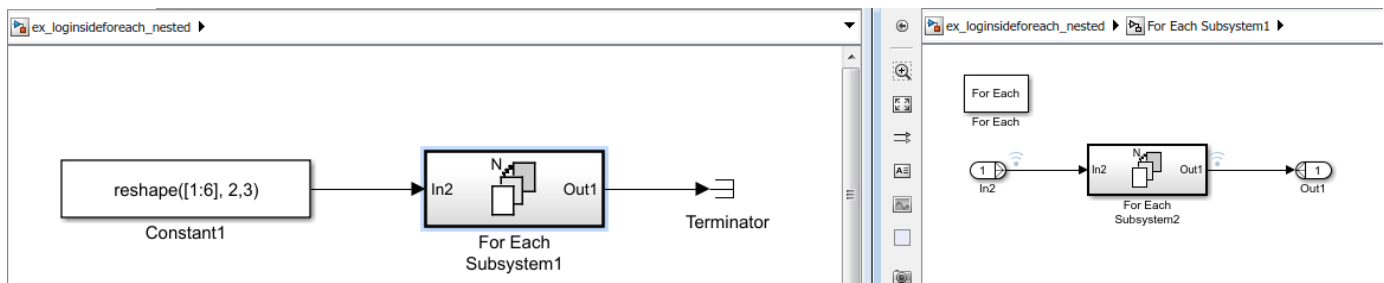 ex_loginsideforeach_nested
reshape([1:6], 2,3)
Constant1
In2
N
Out1
For Each
Subsystem1
Terminator
ex_loginsideforeach_nested For Each Subsystem1
For Each
For Each
1
In2
In2
N
Out1
For Each
Subsystem2
1
Out1
A